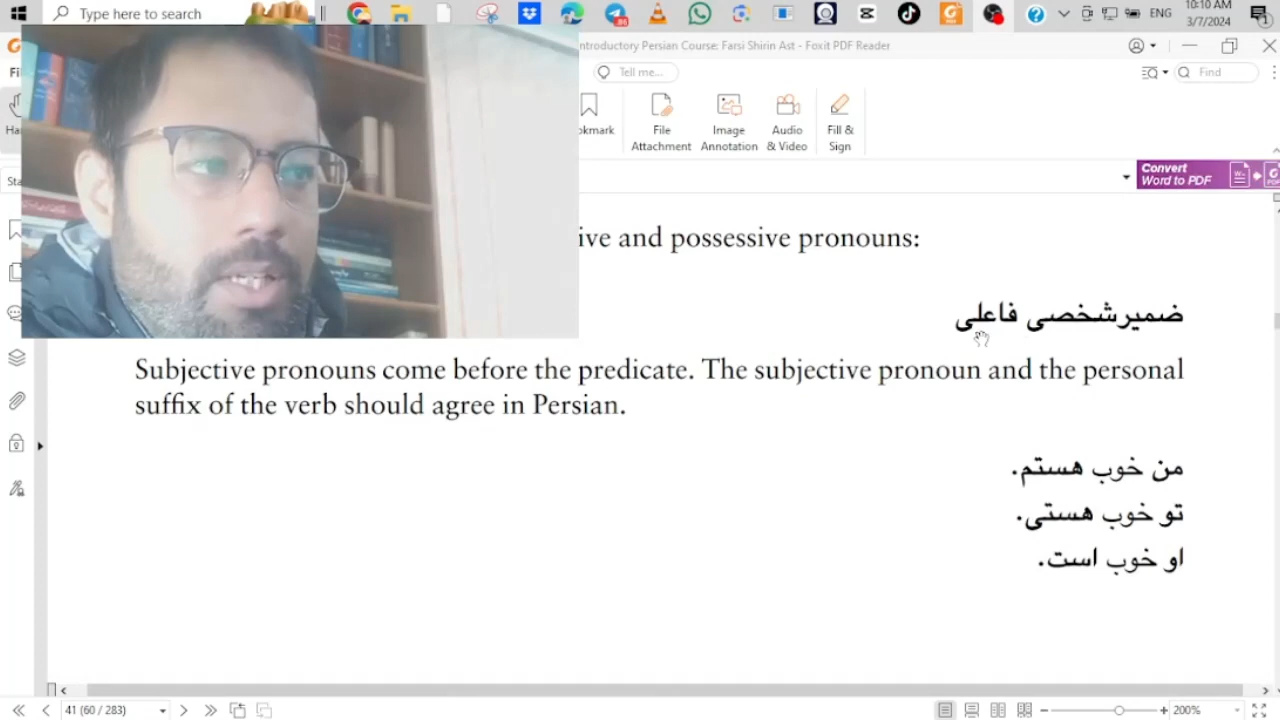 Type here to search
10:10 AM
ENG
3/7/2024
ntroductory Persian Course: Farsi Shirin Ast - Foxit PDF Reader
Tell me...
Find
File Attachment
Image Annotation
Audio & Video
Fill & Sign
Convert
Word to PDF
ive and possessive pronouns:
ضمیرشخصی فاعلی
Subjective pronouns come before the predicate. The subjective pronoun and the personal
suffix of the verb should agree in Persian.
من خوب هستم.
تو خوب هستی.
او خوب است.
41 (60 / 283)
200%